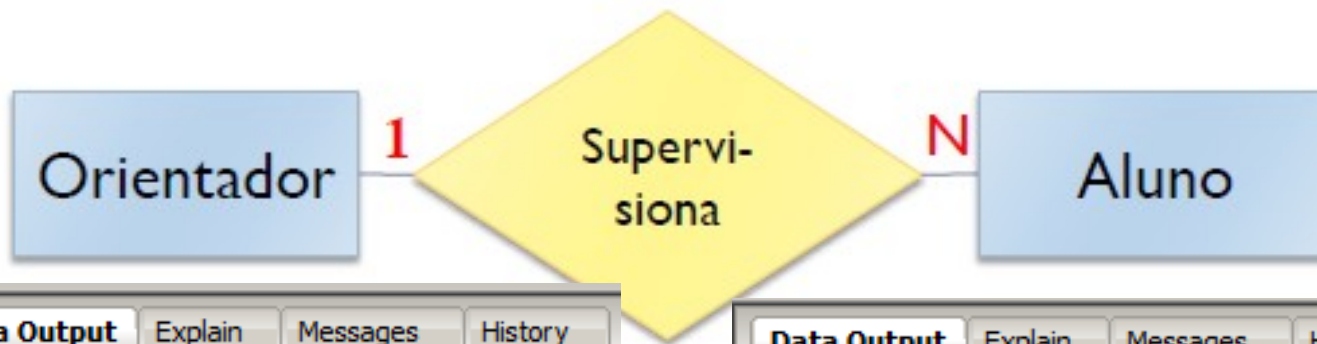 Orientador
1
Supervi-
siona
N
Aluno
Output Explain Messages History
Data Output Explain Messages